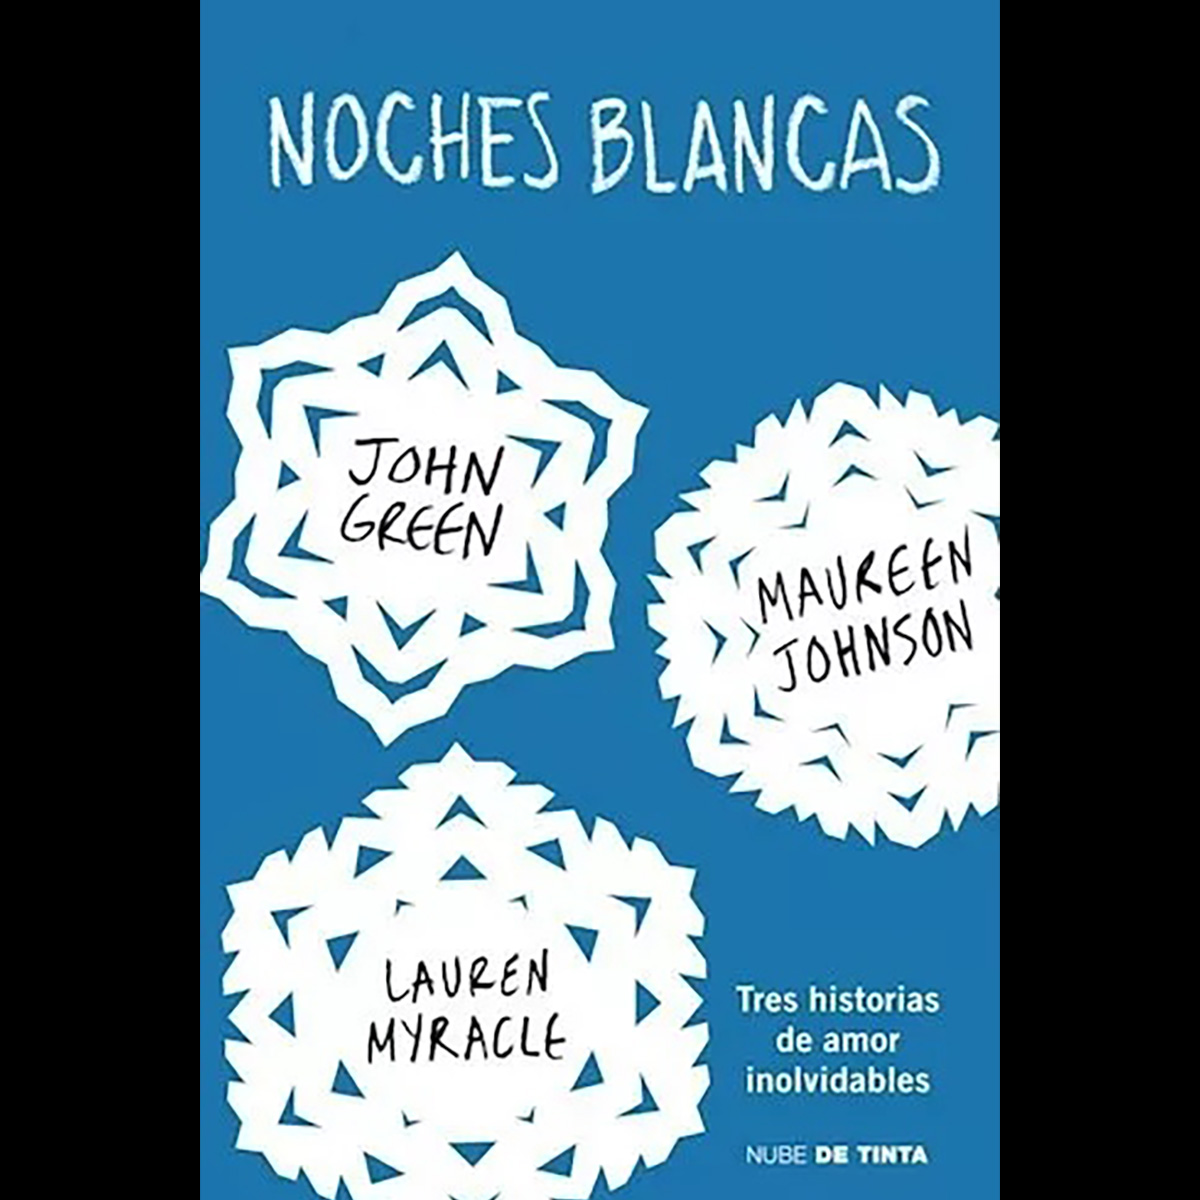 NOCHES BLANCAS
JOHN
GREEN
MAUREEN
JOHNSON
LAUREN
MYRACLE
Tres historias
de amor
inolvidables
NUBE DE TINTA